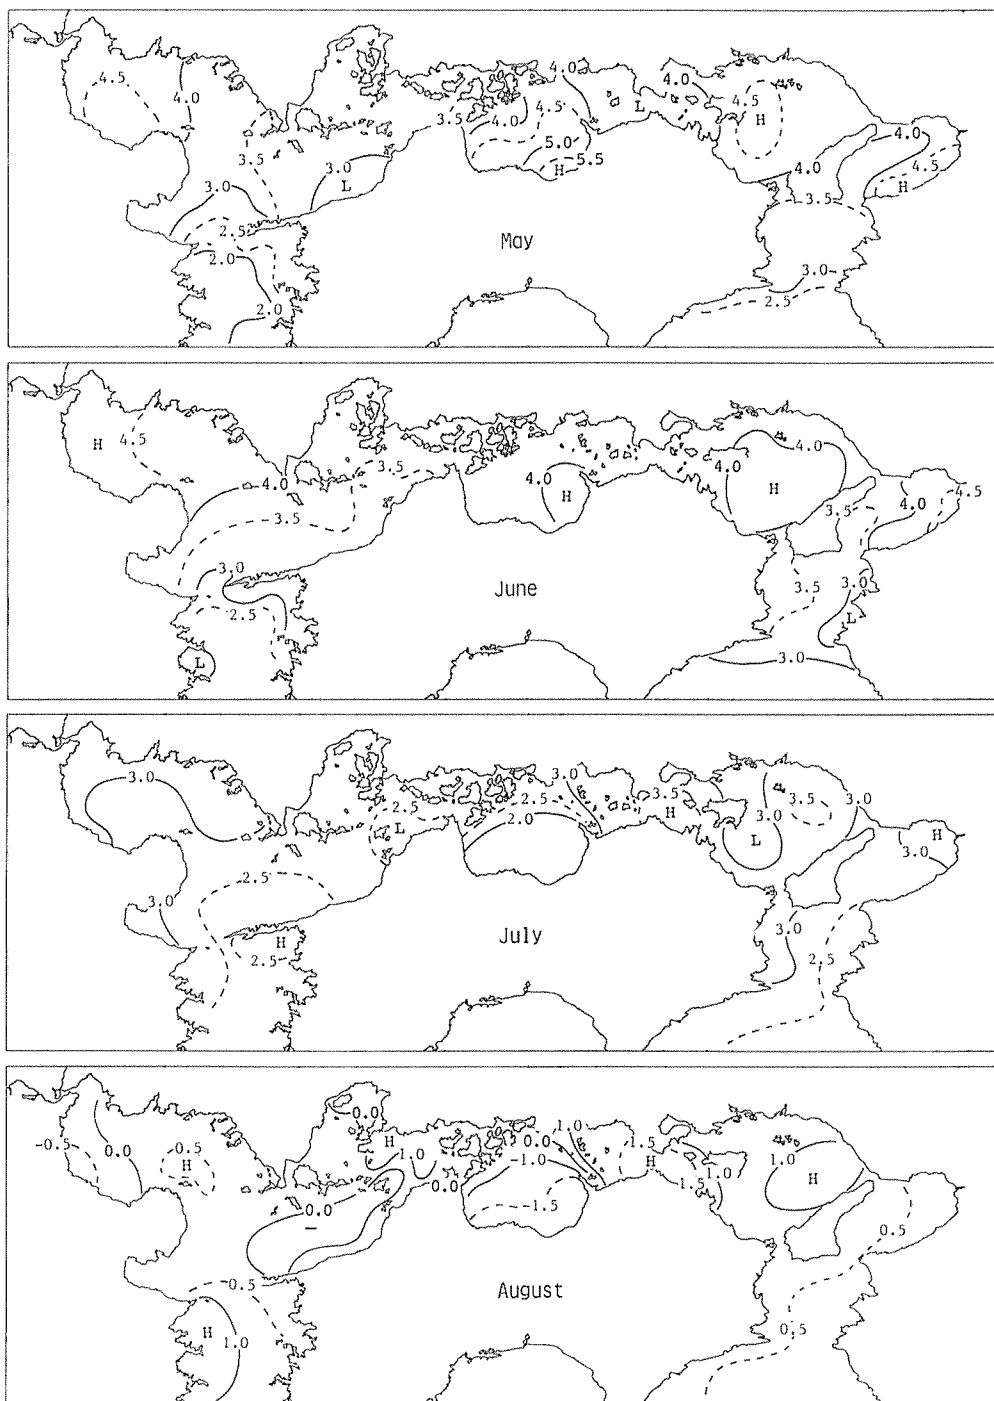 4.5 4.0 3.5 3.0 3.0 L 2.5 2.0 2.0 3.5 4.0 4.5 4.0 5.0 5.5 H L 4.0 4.5 H 4.0 4.0 4.5 H 3.5 3.0 2.5
May
H 4.5 4.0 3.5 3.5 3.0 2.5 L 4.0 H 4.0 4.0 H 3.5 4.0 4.5 3.5 3.0 L 3.0
June
3.0 2.5 3.0 2.5 H 2.5 L 2.5 2.0 3.0 3.5 H 3.0 L 3.5 3.0 H 3.0 3.0 2.5
July
-0.5 0.0 0.5 H 0.0 0.0 H 1.0 0.0 0.0 -1.0 -1.5 1.0 1.5 H 1.5 1.0 1.0 H 0.5 0.5 0.5 H 1.0
August